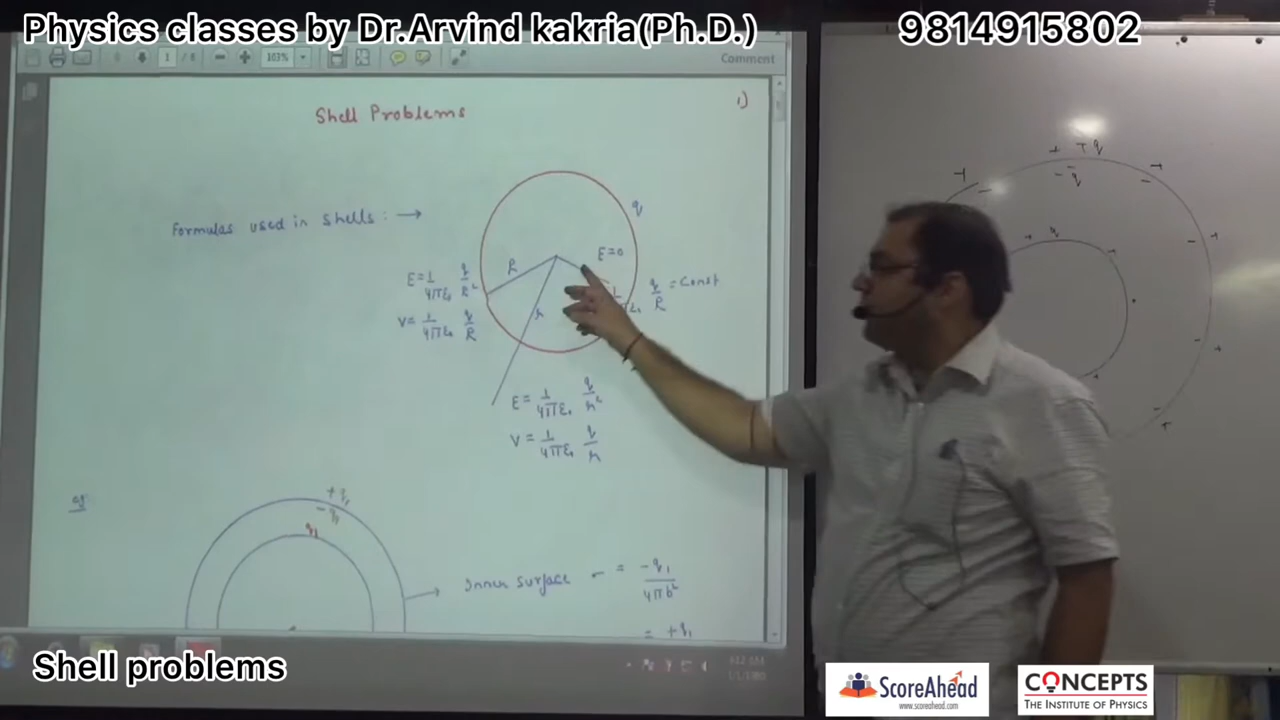 Physics classes by Dr.Arvind kakria(Ph.D.)
9814915802
1
103%
Comment
Shell Problems
1)
Formulas used in shells : →
q
E=0
R
r
E = 1/4πε₀ q/R²
V = 1/4πε₀ q/R
q/R = Const
E = 1/4πε₀ q/r²
V = 1/4πε₀ q/r
+q₁
-q₁
q₁
Inner surface σ = -q₁/4πb²
= +q₁
+ +q
- -q
+ q
Shell problems
ScoreAhead
www.scoreahead.com
CONCEPTS
THE INSTITUTE OF PHYSICS